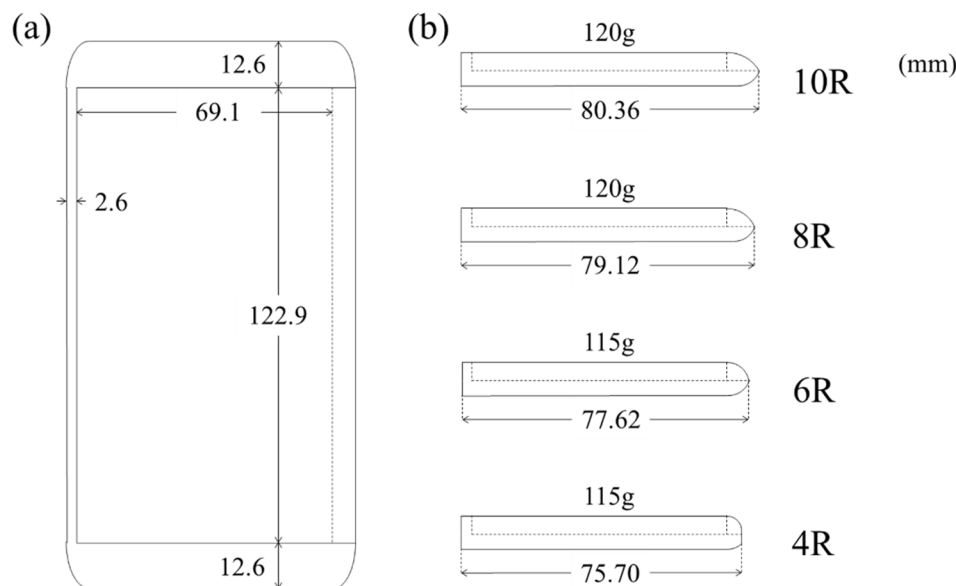 (a)
12.6
69.1
2.6
122.9
12.6
(b)
(mm)
120g
80.36
10R
120g
79.12
8R
115g
77.62
6R
115g
75.70
4R